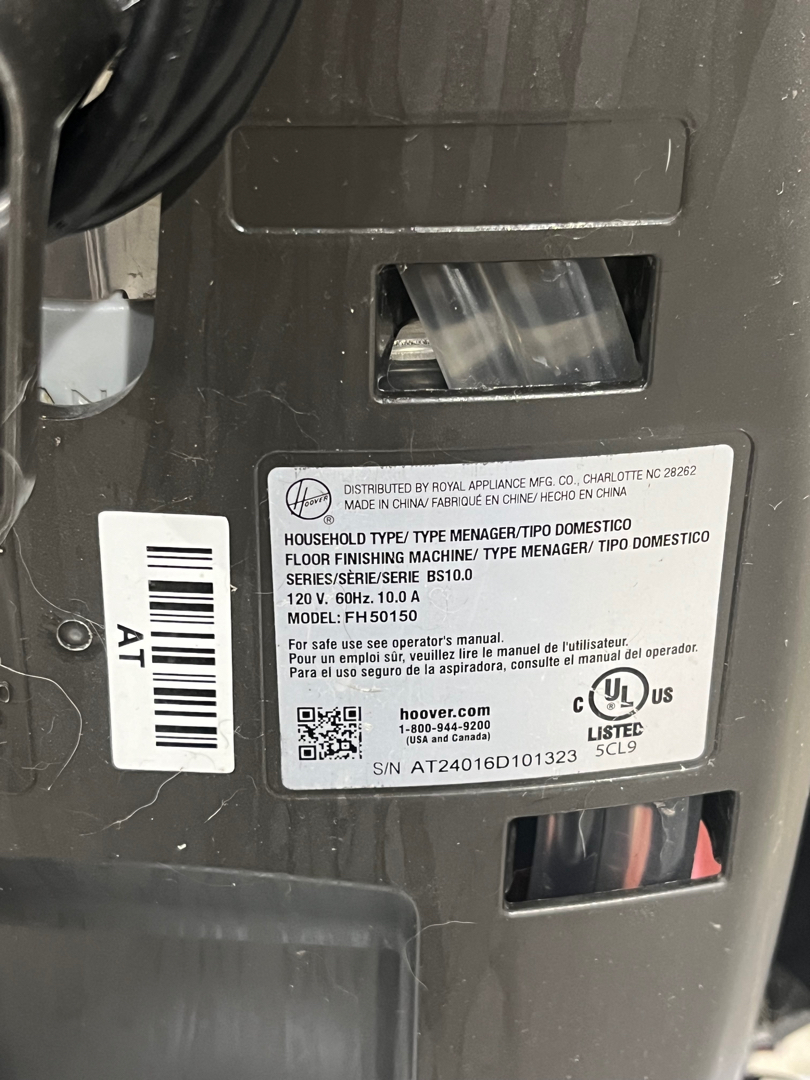 HOOVER
®
DISTRIBUTED BY ROYAL APPLIANCE MFG. CO., CHARLOTTE NC 28262
MADE IN CHINA/ FABRIQUÉ EN CHINE/ HECHO EN CHINA
HOUSEHOLD TYPE/ TYPE MENAGER/TIPO DOMESTICO
FLOOR FINISHING MACHINE/ TYPE MENAGER/ TIPO DOMESTICO
SERIES/SÈRIE/SERIE BS10.0
120 V. 60Hz. 10.0 A
MODEL: FH50150
For safe use see operator's manual.
Pour un emploi sûr, veuillez lire le manuel de l'utilisateur.
Para el uso seguro de la aspiradora, consulte el manual del operador.
hoover.com
1-800-944-9200
(USA and Canada)
C UL ® US
LISTED
5CL9
S/N AT24016D101323
AT